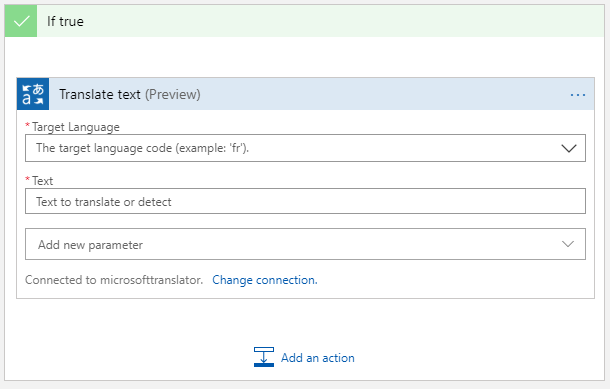 If true
あ
a
Translate text (Preview)
* Target Language
The target language code (example: 'fr').
* Text
Text to translate or detect
Add new parameter
Connected to microsofttranslator. Change connection.
Add an action